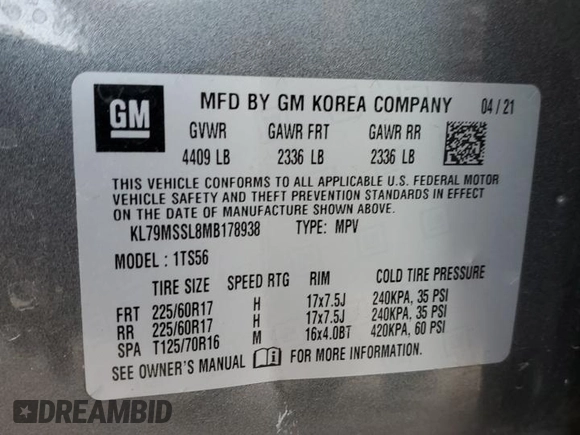 GM
MFD BY GM KOREA COMPANY 04 / 21
GVWR GAWR FRT GAWR RR
4409 LB 2336 LB 2336 LB
THIS VEHICLE CONFORMS TO ALL APPLICABLE U.S. FEDERAL MOTOR
VEHICLE SAFETY AND THEFT PREVENTION STANDARDS IN EFFECT
ON THE DATE OF MANUFACTURE SHOWN ABOVE.
KL79MSSL8MB178938 TYPE: MPV
MODEL : 1TS56
TIRE SIZE SPEED RTG RIM COLD TIRE PRESSURE
FRT 225/60R17 H 17x7.5J 240KPA, 35 PSI
RR 225/60R17 H 17x7.5J 240KPA, 35 PSI
SPA T125/70R16 M 16x4.0BT 420KPA, 60 PSI
SEE OWNER'S MANUAL FOR MORE INFORMATION.
DREAMBID